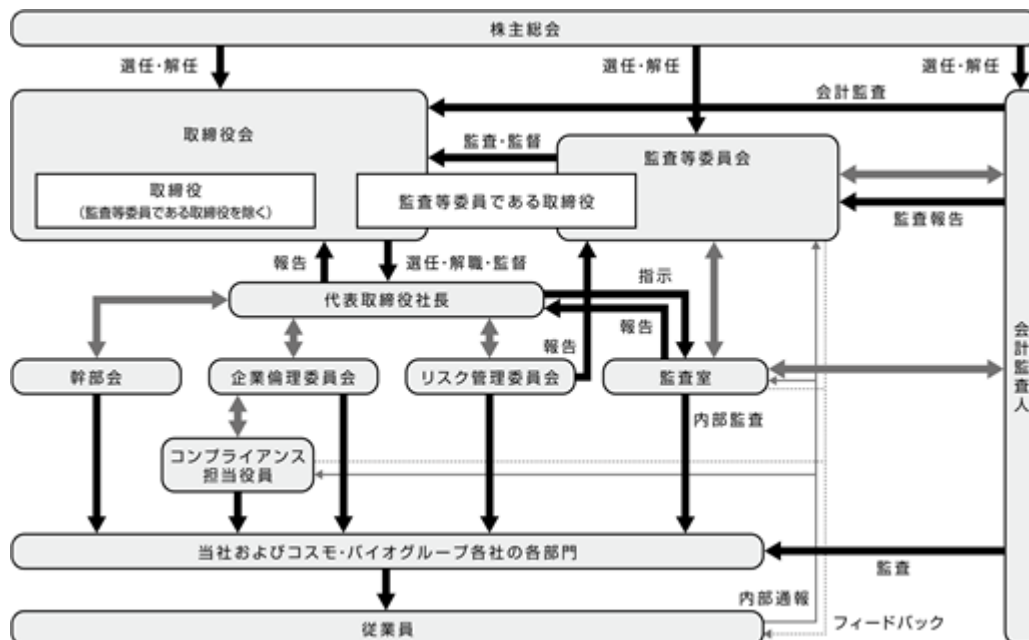 株主総会
選任・解任
選任・解任
選任・解任
会計監査
取締役会
監査・監督
監査等委員会
取締役
(監査等委員である取締役を除く)
監査等委員である取締役
監査報告
報告
選任・解職・監督
指示
代表取締役社長
報告
報告
会計監査人
幹部会
企業倫理委員会
リスク管理委員会
監査室
内部監査
コンプライアンス
担当役員
当社およびコスモ・バイオグループ各社の各部門
監査
内部通報
フィードバック
従業員